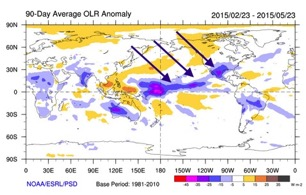 90-Day Average OLR Anomaly 2015/02/23 - 2015/05/23
90N
60N
30N
0
30S
60S
90S
0 30E 60E 90E 120E 150E 180 150W 120W 90W 60W 30W 0
NOAA/ESRL/PSD Base Period: 1981-2010